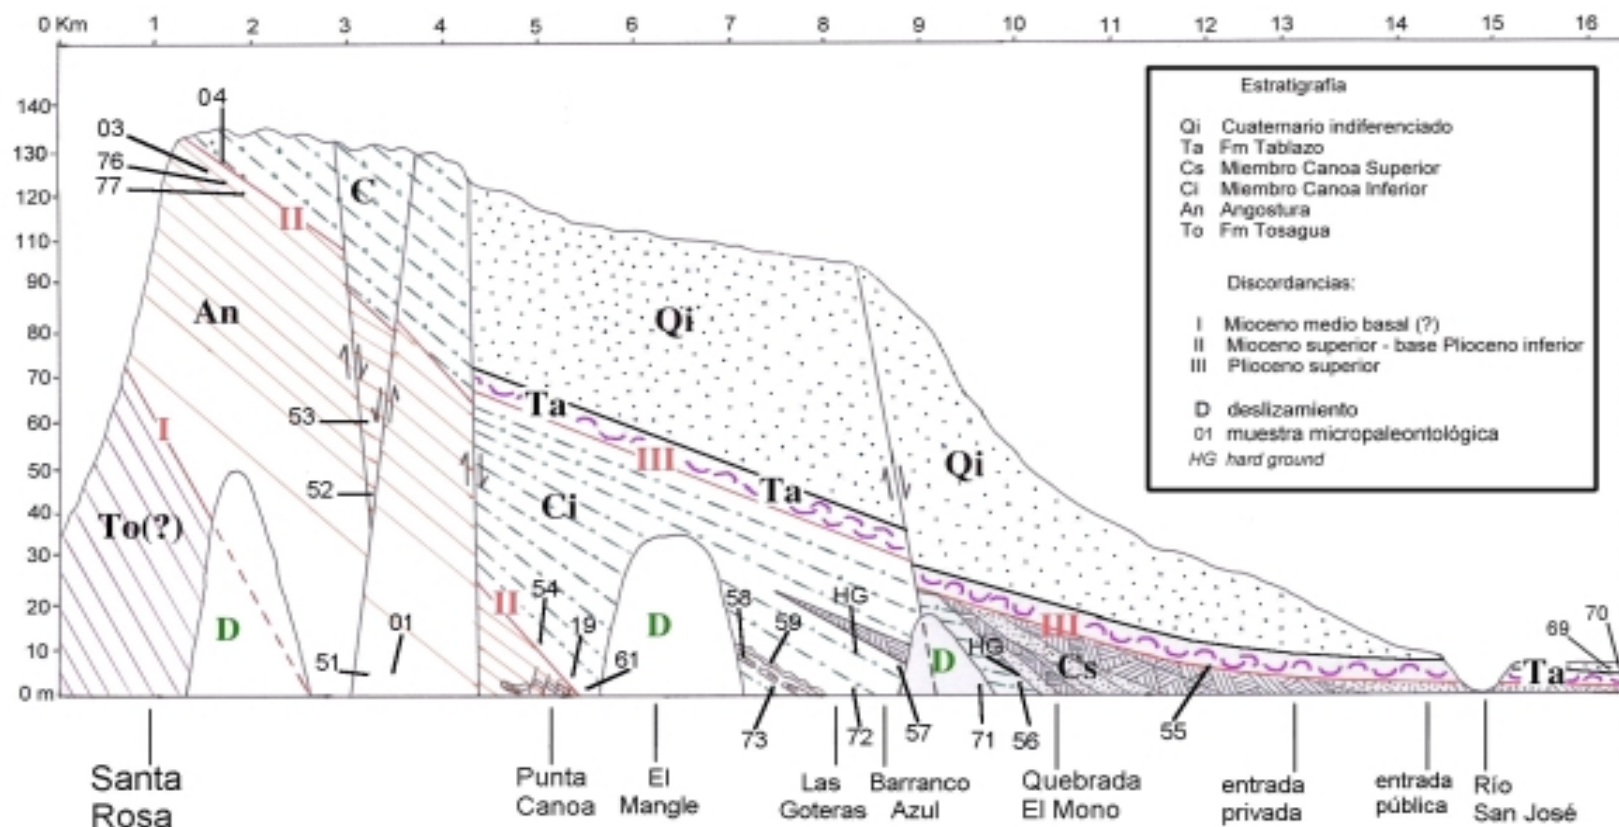 0 Km 1 2 3 4 5 6 7 8 9 10 11 12 13 14 15 16
140
130
120
110
90
80
70
60
50
40
30
20
10
0 m
04
03
76
77
Є
II
An
I
To(?)
D
53
52
51
01
Qi
Ta
III
Ta
Qi
Єi
II
54
19
61
D
58
59
HG
73
72
57
D
HG
71
56
III
Єs
55
69
70
Ta
Estratigrafía
Qi Cuaternario indiferenciado
Ta Fm Tablazo
Cs Miembro Canoa Superior
Ci Miembro Canoa Inferior
An Angostura
To Fm Tosagua
Discordancias:
I Mioceno medio basal (?)
II Mioceno superior - base Plioceno inferior
III Plioceno superior
D deslizamiento
01 muestra micropaleontológica
HG hard ground
Santa
Rosa
Punta
Canoa
El
Mangle
Las
Goteras
Barranco
Azul
Quebrada
El Mono
entrada
privada
entrada
pública
Río
San José